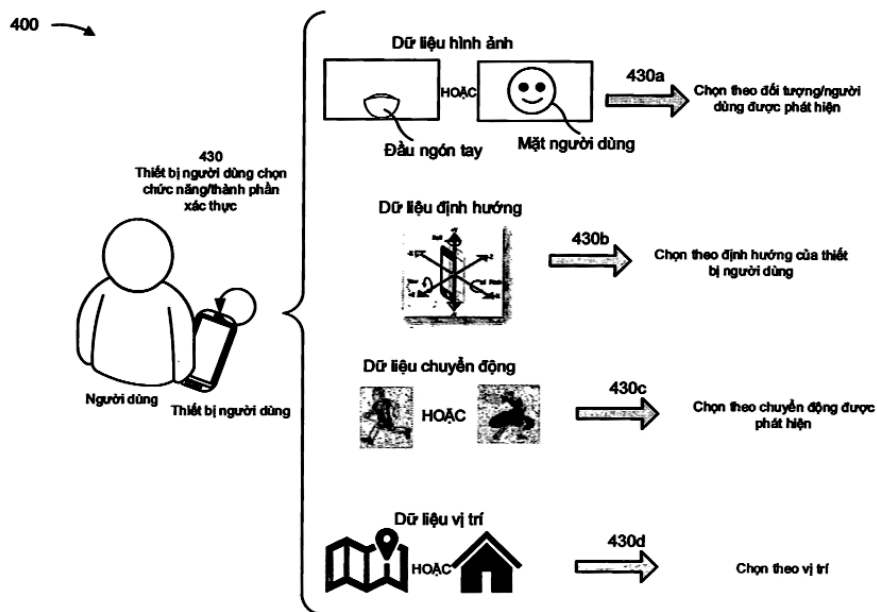 400
Dữ liệu hình ảnh
HOẶC
430a
Chọn theo đối tượng/người
dùng được phát hiện
Đầu ngón tay
Mặt người dùng
430
Thiết bị người dùng chọn
chức năng/thành phần
xác thực
Dữ liệu định hướng
430b
Chọn theo định hướng của thiết
bị người dùng
Người dùng
Thiết bị người dùng
Dữ liệu chuyển động
HOẶC
430c
Chọn theo chuyển động được
phát hiện
Dữ liệu vị trí
HOẶC
430d
Chọn theo vị trí